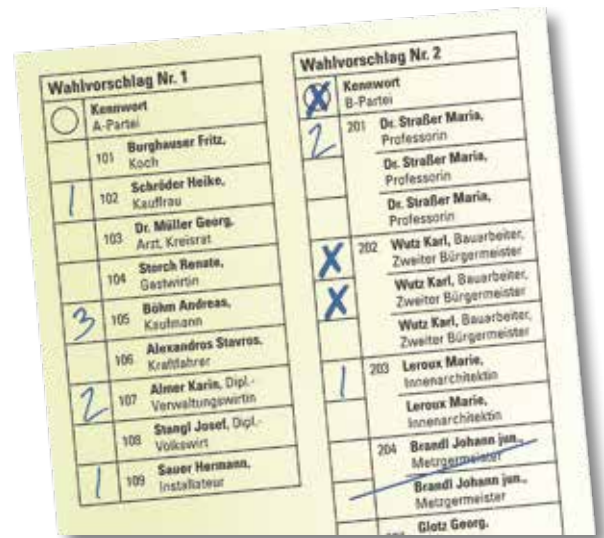 Wahlvorschlag Nr. 1
Kennwort
A-Partei
101 Burghauser Fritz,
Koch
1 102 Schröder Heike,
Kauffrau
103 Dr. Müller Georg,
Arzt, Kreisrat
104 Storch Renate,
Gastwirtin
3 105 Böhm Andreas,
Kaufmann
106 Alexandros Stavros,
Kraftfahrer
2 107 Almer Karin, Dipl.-
Verwaltungswirtin
108 Stangl Josef, Dipl.-
Volkswirt
1 109 Sauer Hermann,
Installateur
Wahlvorschlag Nr. 2
X Kennwort
B-Partei
2 201 Dr. Straßer Maria,
Professorin
Dr. Straßer Maria,
Professorin
Dr. Straßer Maria,
Professorin
X 202 Wutz Karl, Bauarbeiter,
Zweiter Bürgermeister
X Wutz Karl, Bauarbeiter,
Zweiter Bürgermeister
Wutz Karl, Bauarbeiter,
Zweiter Bürgermeister
1 203 Leroux Marie,
Innenarchitektin
Leroux Marie,
Innenarchitektin
204 Brandl Johann jun.,
Metzgermeister
Brandl Johann jun.,
Metzgermeister
Glotz Georg,